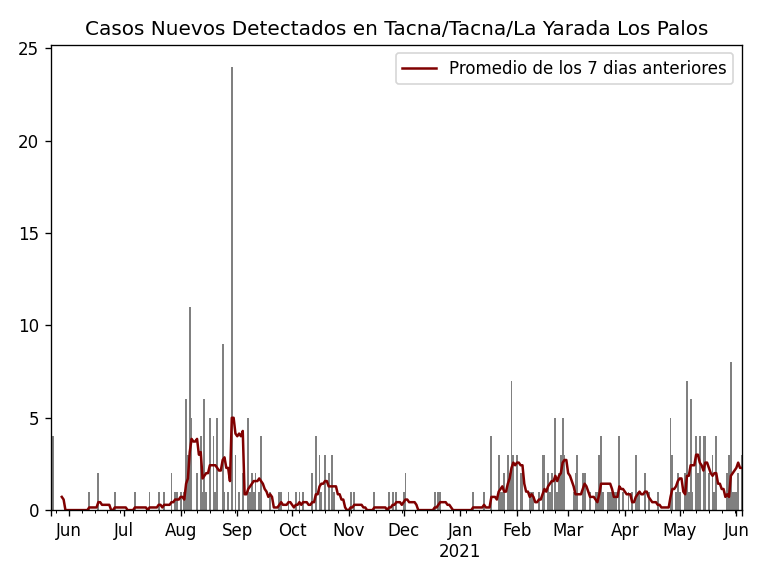 Casos Nuevos Detectados en Tacna/Tacna/La Yarada Los Palos
Promedio de los 7 dias anteriores
25
20
15
10
5
0
Jun Jul Aug Sep Oct Nov Dec Jan Feb Mar Apr May Jun
2021